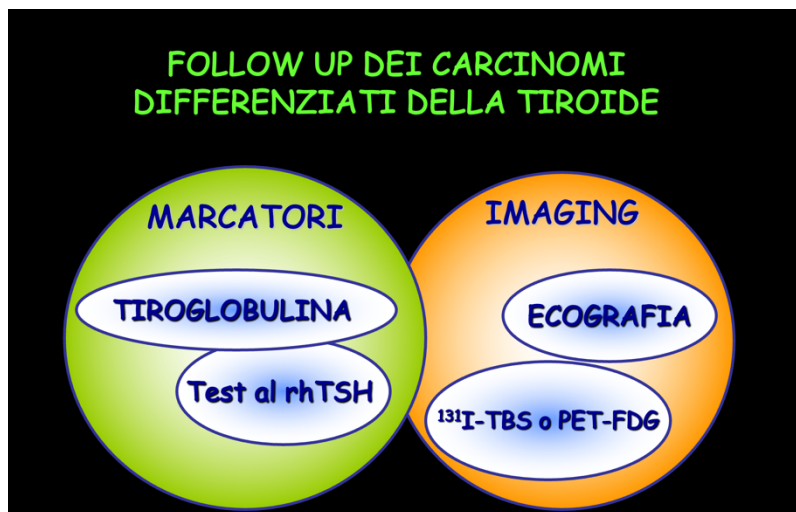 FOLLOW UP DEI CARCINOMI
DIFFERENZIATI DELLA TIROIDE
MARCATORI
TIROGLOBULINA
Test al rhTSH
IMAGING
ECOGRAFIA
¹³¹I-TBS o PET-FDG